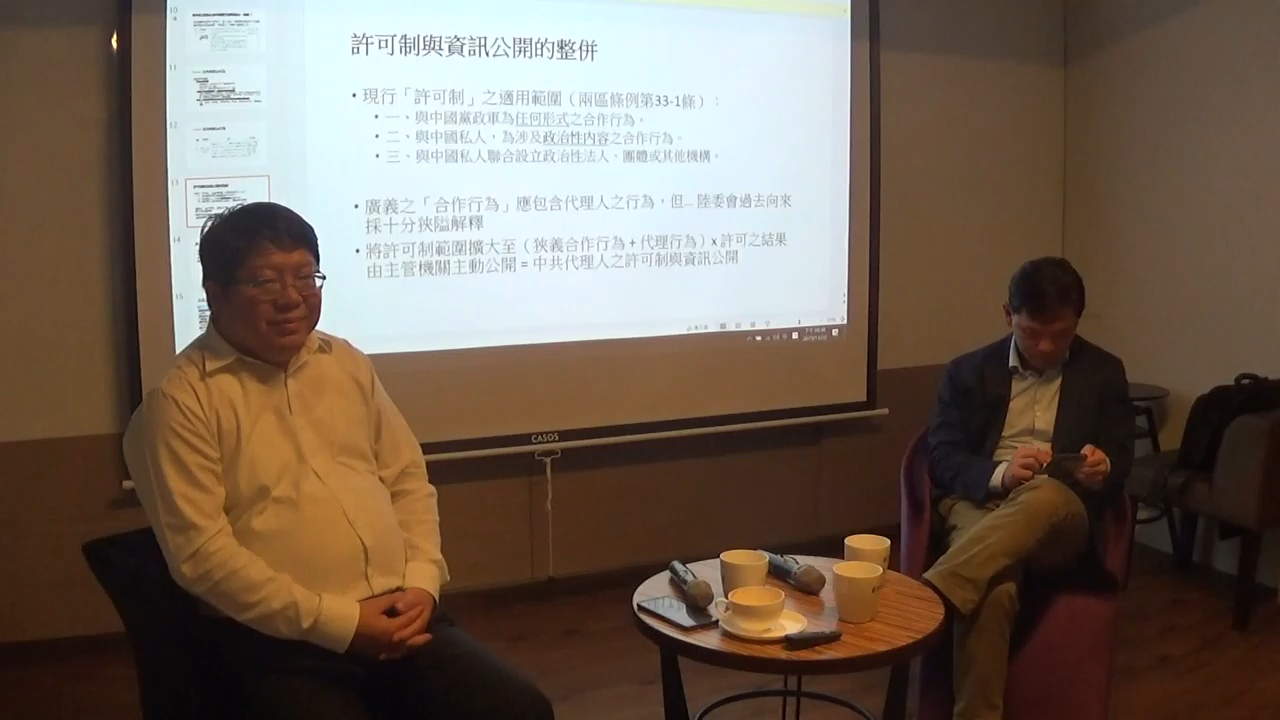 許可制與資訊公開的整併
• 現行「許可制」之適用範圍（兩區條例第33-1條）：
• 一、與中國黨政軍為任何形式之合作行為。
• 二、與中國私人，為涉及政治性內容之合作行為。
• 三、與中國私人聯合設立政治性法人、團體或其他機構。
• 廣義之「合作行為」應包含代理人之行為，但... 陸委會過去向來
採十分狹隘解釋
• 將許可制範圍擴大至（狹義合作行為 + 代理行為）x 許可之結果
由主管機關主動公開 = 中共代理人之許可制與資訊公開
10
11
12
13
14
15
CASOS